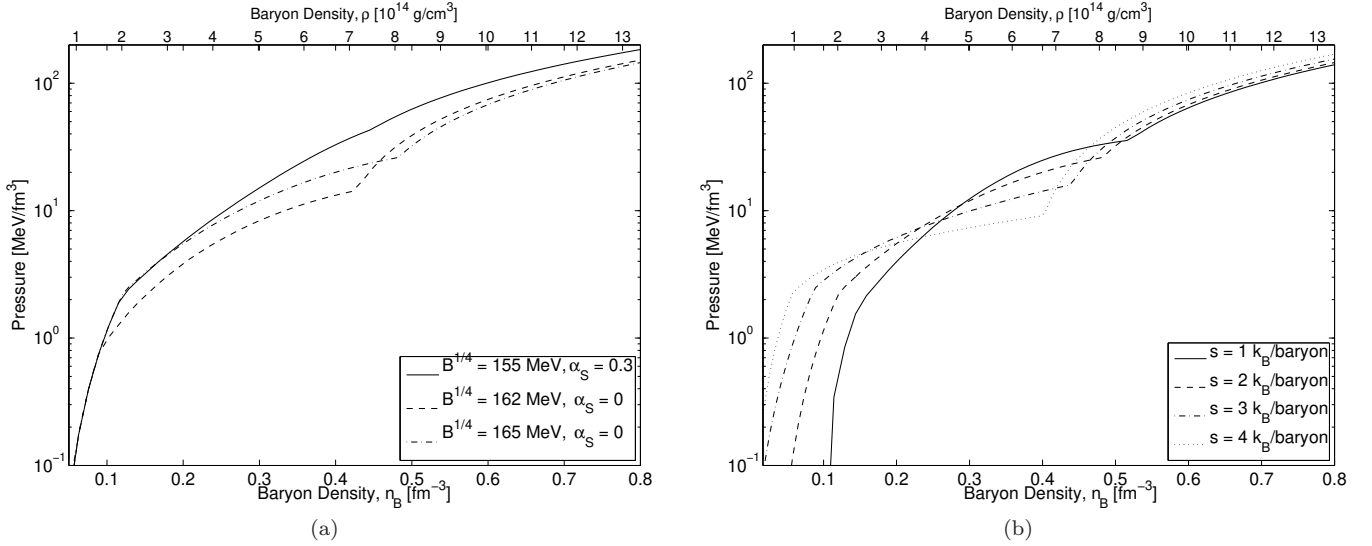 Baryon Density, ρ [10^14 g/cm^3]
1 2 3 4 5 6 7 8 9 10 11 12 13
10^2
10^1
10^0
10^−1
Pressure [MeV/fm^3]
B^1/4 = 155 MeV, α_S = 0.3
B^1/4 = 162 MeV, α_S = 0
B^1/4 = 165 MeV, α_S = 0
0.1 0.2 0.3 0.4 0.5 0.6 0.7 0.8
Baryon Density, n_B [fm^−3]
(a)
Baryon Density, ρ [10^14 g/cm^3]
1 2 3 4 5 6 7 8 9 10 11 12 13
10^2
10^1
10^0
10^−1
Pressure [MeV/fm^3]
s = 1 k_B/baryon
s = 2 k_B/baryon
s = 3 k_B/baryon
s = 4 k_B/baryon
0.1 0.2 0.3 0.4 0.5 0.6 0.7 0.8
Baryon Density, n_B [fm^−3]
(b)